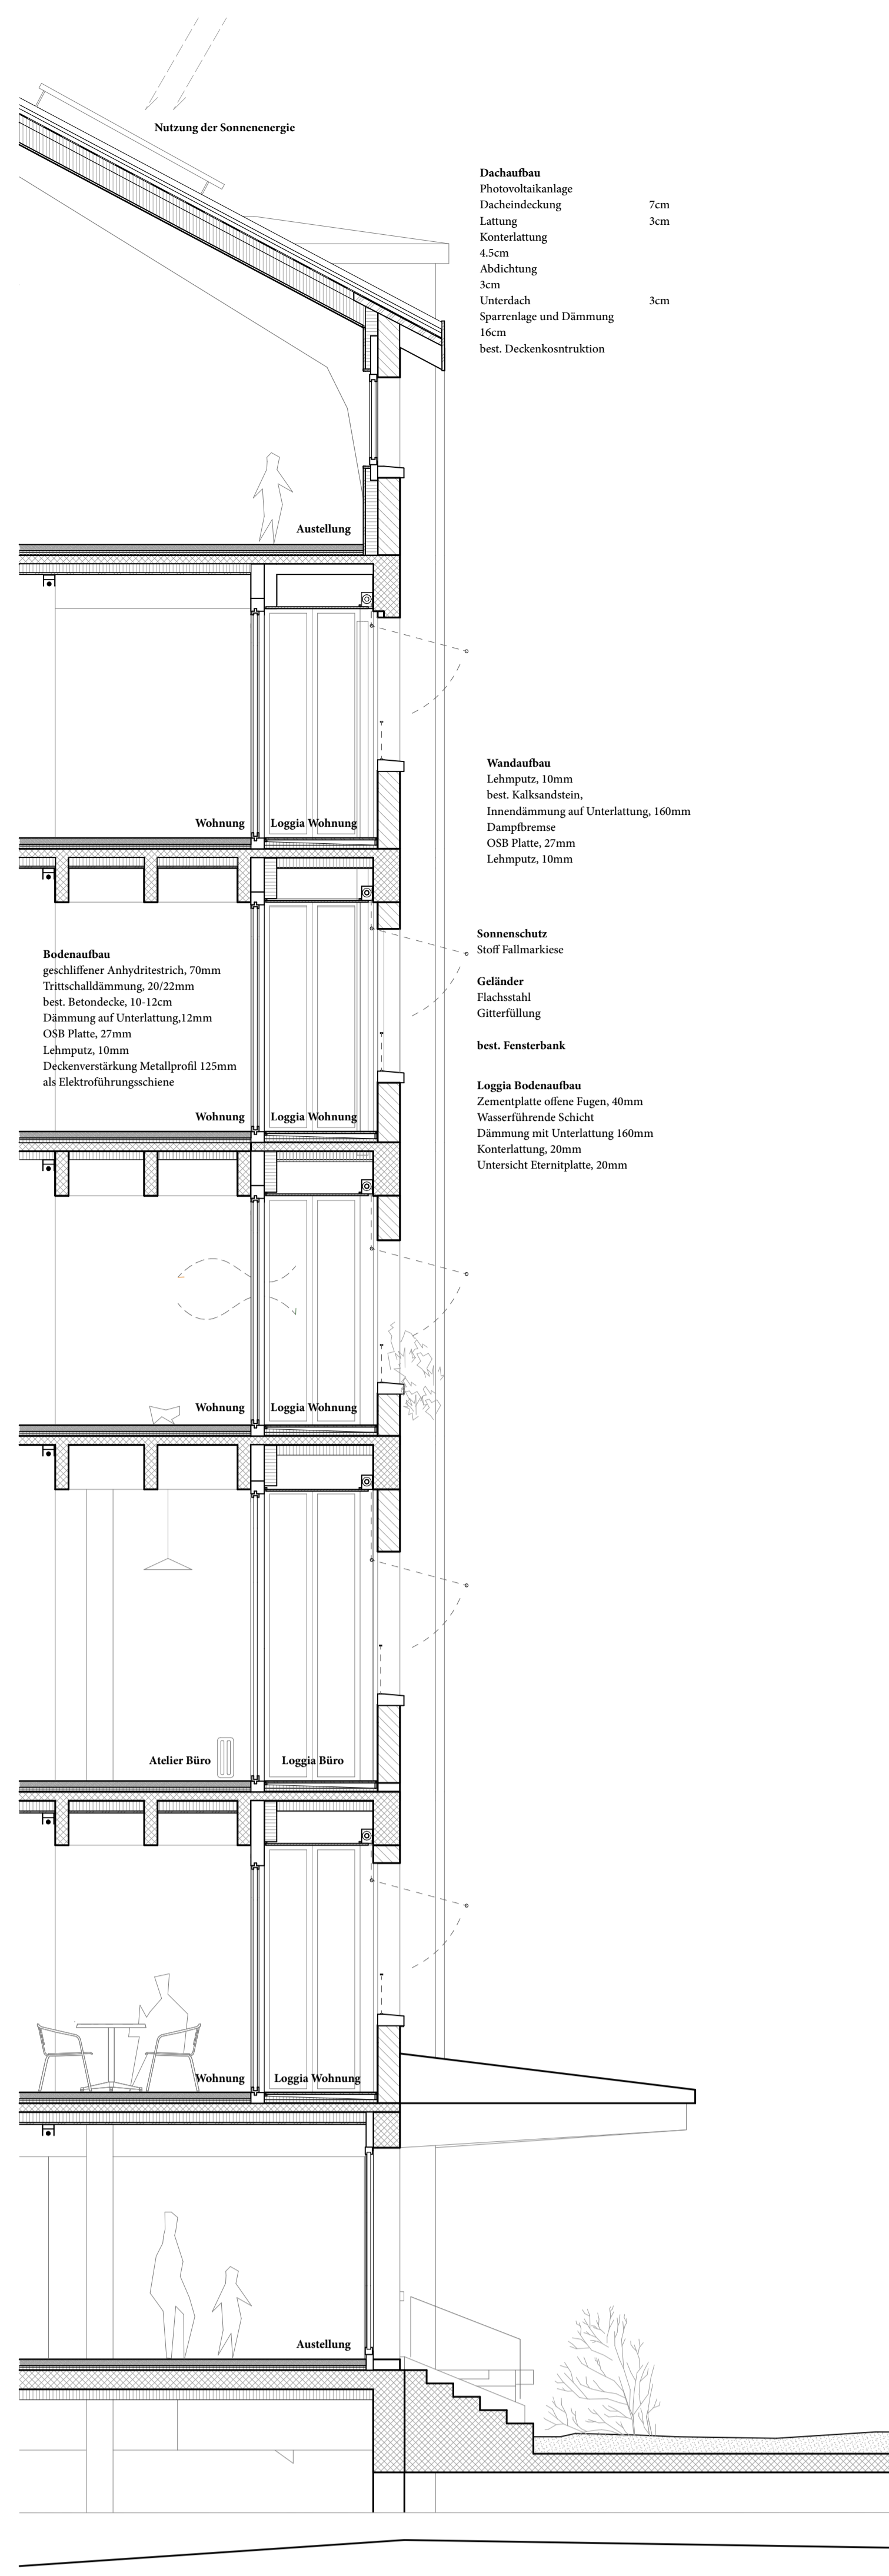 Nutzung der Sonnenenergie
Dachaufbau
Photovoltaikanlage
Dacheindeckung 7cm
Lattung 3cm
Konterlattung
4.5cm
Abdichtung
3cm
Unterdach 3cm
Sparrenlage und Dämmung
16cm
best. Deckenkosntruktion
Austellung
Wandaufbau
Lehmputz, 10mm
best. Kalksandstein,
Innendämmung auf Unterlattung, 160mm
Dampfbremse
OSB Platte, 27mm
Lehmputz, 10mm
Wohnung Loggia Wohnung
Sonnenschutz
Stoff Fallmarkiese
Geländer
Flachsstahl
Gitterfüllung
best. Fensterbank
Loggia Bodenaufbau
Zementplatte offene Fugen, 40mm
Wasserführende Schicht
Dämmung mit Unterlattung 160mm
Konterlattung, 20mm
Untersicht Eternitplatte, 20mm
Bodenaufbau
geschliffener Anhydritestrich, 70mm
Trittschalldämmung, 20/22mm
best. Betondecke, 10-12cm
Dämmung auf Unterlattung,12mm
OSB Platte, 27mm
Lehmputz, 10mm
Deckenverstärkung Metallprofil 125mm
als Elektroführungsschiene
Wohnung Loggia Wohnung
Wohnung Loggia Wohnung
Atelier Büro Loggia Büro
Wohnung Loggia Wohnung
Austellung